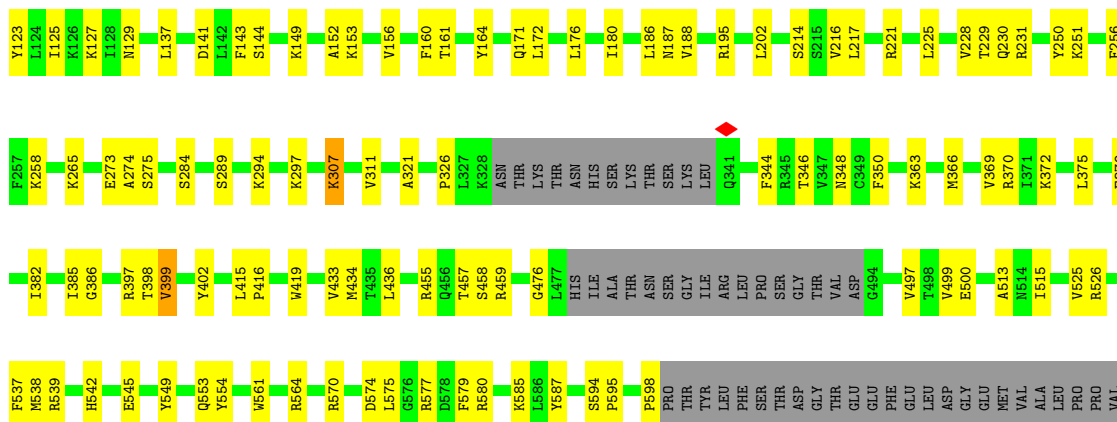 Y123 L124 I125 K126 K127 I128 N129 L137 D141 L142 F143 S144 K149 A152 K153 V156 F160 T161 Y164 Q171 L172 L176 I180 L186 N187 V188 R195 L202 S214 S215 V216 L217 R221 L225 V228 T229 Q230 R231 Y250 K251
F257 K258 K265 E273 A274 S275 S284 S289 K294 K297 K307 V311 A321 P326 L327 K328 ASN THR LYS THR ASN HIS SER LYS THR SER LYS LEU Q341 F344 R345 T346 V347 N348 C349 F350 K363 M366 V369 R370 I371 K372 L375
I382 I385 G386 R397 T398 V399 Y402 L415 P416 W419 V433 M434 T435 L436 R455 Q456 T457 S458 R459 G476 L477 HIS ILE ALA THR ASN SER GLY ILE ARG LEU PRO SER GLY THR VAL ASP G494 V497 T498 V499 E500 A513 N514 I515 V525 R526
F537 M538 R539 H542 E545 Y549 Q553 Y554 W561 R564 R570 D574 L575 G576 R577 D578 F579 R580 K585 L586 Y587 S594 P595 P598 PRO THR TYR LEU PHE SER THR ASP GLY THR GLU GLU PHE GLU LEU ASP GLY GLU MET VAL ALA LEU PRO PRO VAL